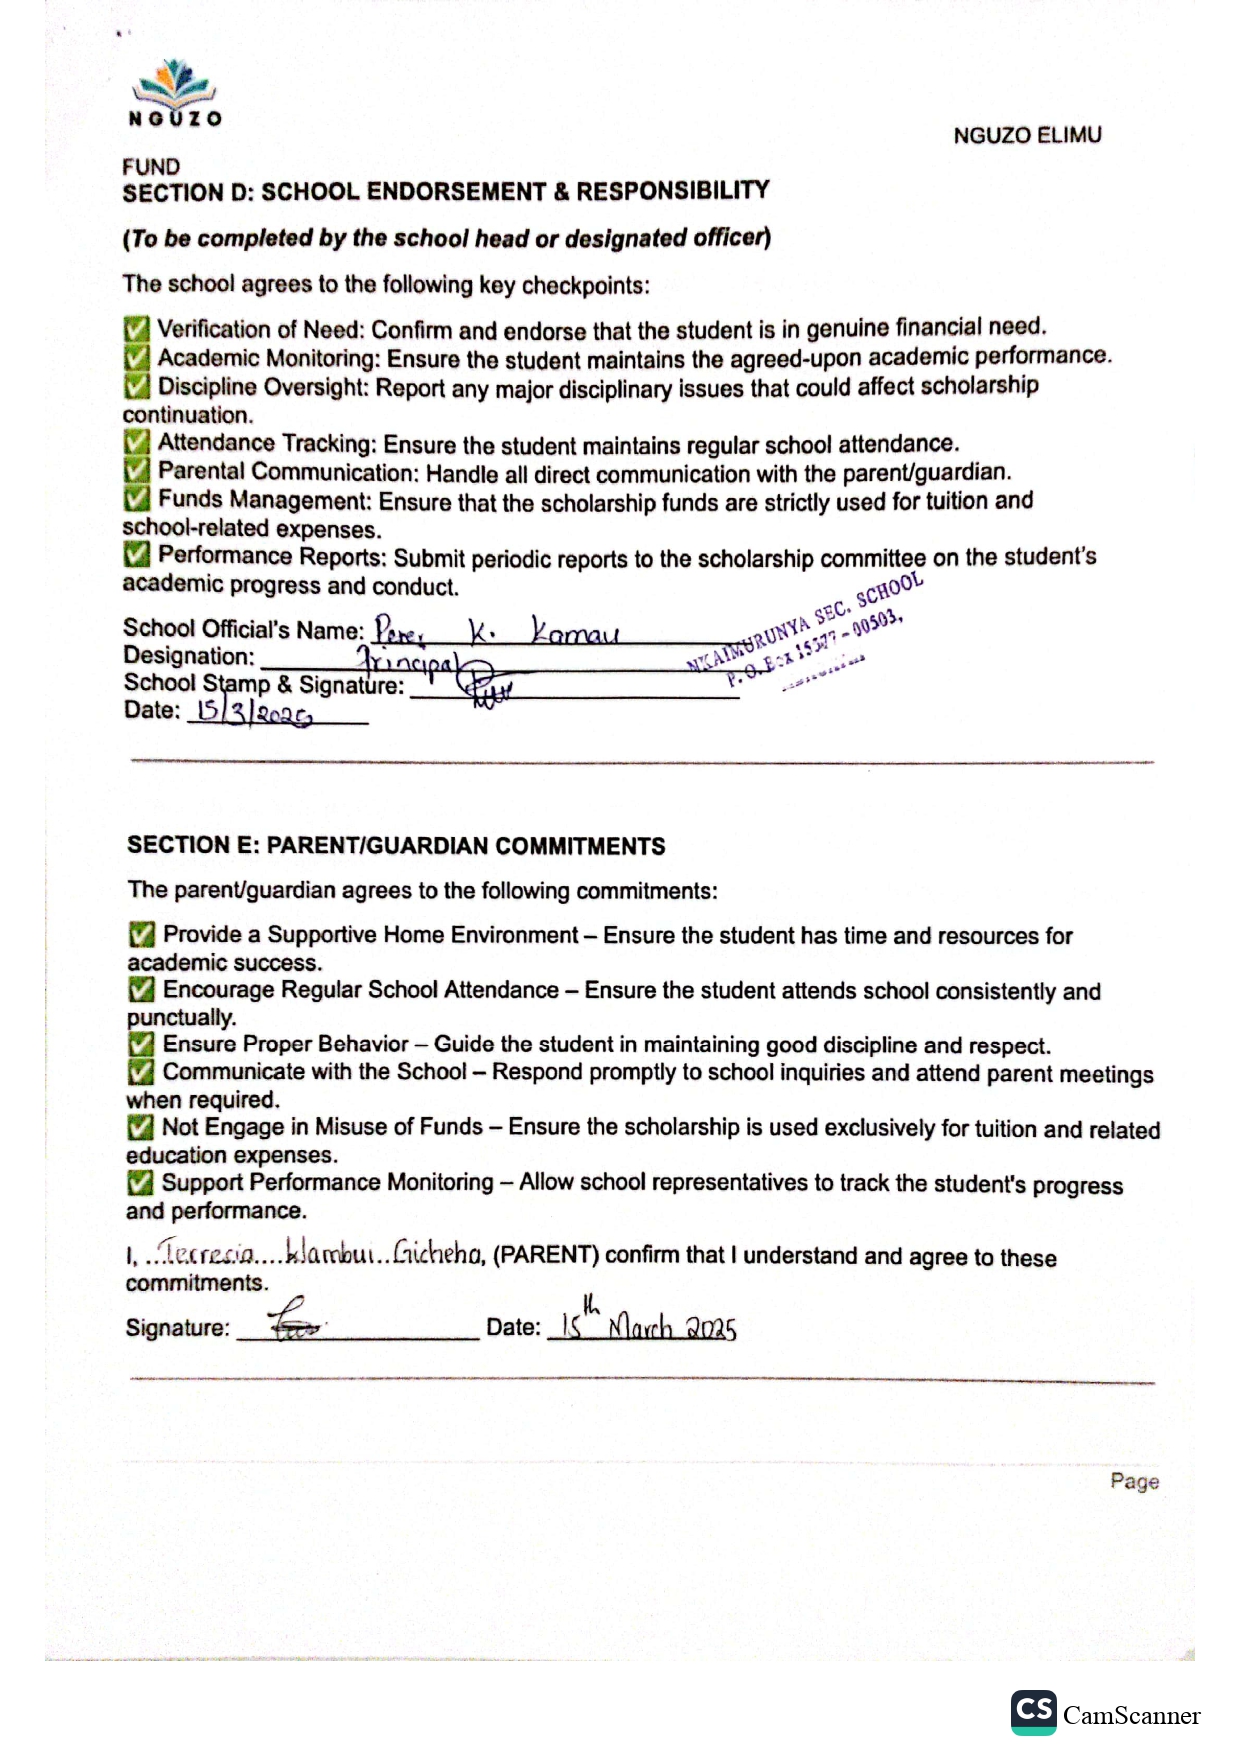 NGUZO
NGUZO ELIMU
FUND
SECTION D: SCHOOL ENDORSEMENT & RESPONSIBILITY
(To be completed by the school head or designated officer)
The school agrees to the following key checkpoints:
✅ Verification of Need: Confirm and endorse that the student is in genuine financial need.
✅ Academic Monitoring: Ensure the student maintains the agreed-upon academic performance.
✅ Discipline Oversight: Report any major disciplinary issues that could affect scholarship
continuation.
✅ Attendance Tracking: Ensure the student maintains regular school attendance.
✅ Parental Communication: Handle all direct communication with the parent/guardian.
✅ Funds Management: Ensure that the scholarship funds are strictly used for tuition and
school-related expenses.
✅ Performance Reports: Submit periodic reports to the scholarship committee on the student's
academic progress and conduct.
School Official's Name: K. Kamau
NKAIMURUNYA SEC. SCHOOL
Designation: Principal
P. O. Box 15377 - 00503,
School Stamp & Signature:
Date: 15/3/2025
SECTION E: PARENT/GUARDIAN COMMITMENTS
The parent/guardian agrees to the following commitments:
✅ Provide a Supportive Home Environment – Ensure the student has time and resources for
academic success.
✅ Encourage Regular School Attendance – Ensure the student attends school consistently and
punctually.
✅ Ensure Proper Behavior – Guide the student in maintaining good discipline and respect.
✅ Communicate with the School – Respond promptly to school inquiries and attend parent meetings
when required.
✅ Not Engage in Misuse of Funds – Ensure the scholarship is used exclusively for tuition and related
education expenses.
✅ Support Performance Monitoring – Allow school representatives to track the student's progress
and performance.
I, ...Tecresia....Wambui..Gicheha, (PARENT) confirm that I understand and agree to these
commitments.
Signature: Date: 15th March 2025
Page
CS CamScanner